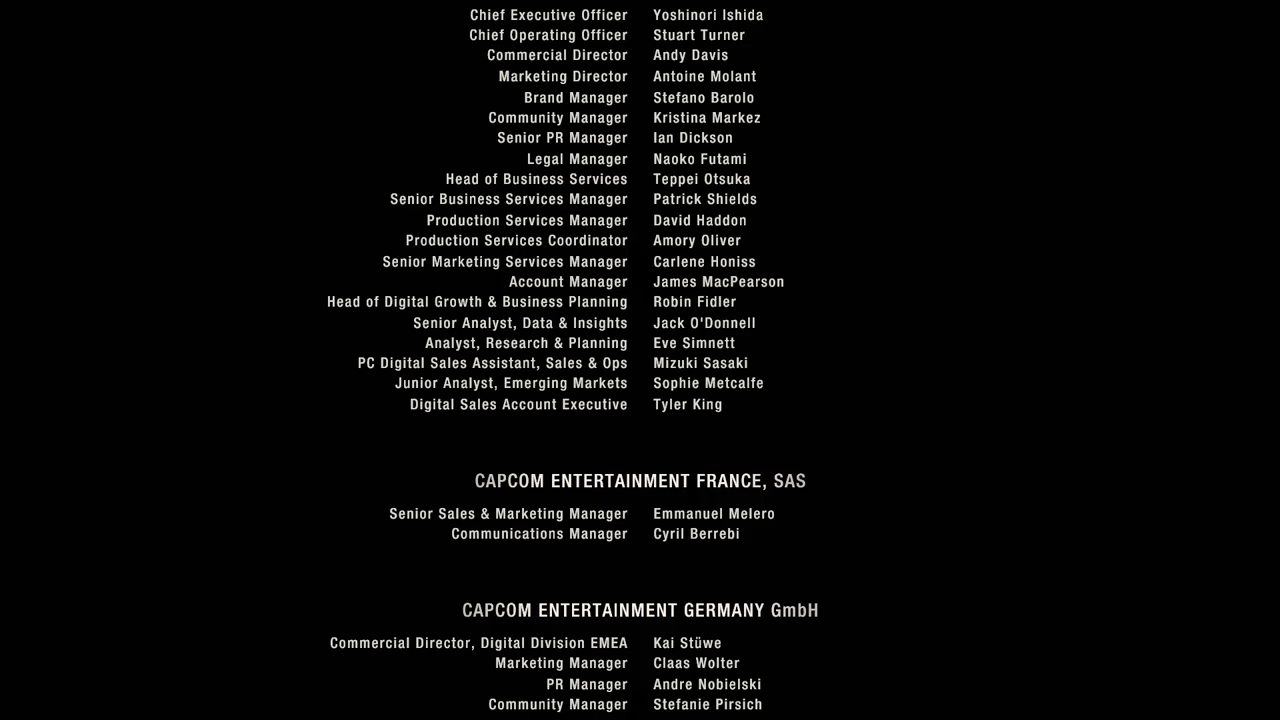 Chief Executive Officer Yoshinori Ishida
Chief Operating Officer Stuart Turner
Commercial Director Andy Davis
Marketing Director Antoine Molant
Brand Manager Stefano Barolo
Community Manager Kristina Markez
Senior PR Manager Ian Dickson
Legal Manager Naoko Futami
Head of Business Services Teppei Otsuka
Senior Business Services Manager Patrick Shields
Production Services Manager David Haddon
Production Services Coordinator Amory Oliver
Senior Marketing Services Manager Carlene Honiss
Account Manager James MacPearson
Head of Digital Growth & Business Planning Robin Fidler
Senior Analyst, Data & Insights Jack O'Donnell
Analyst, Research & Planning Eve Simnett
PC Digital Sales Assistant, Sales & Ops Mizuki Sasaki
Junior Analyst, Emerging Markets Sophie Metcalfe
Digital Sales Account Executive Tyler King
CAPCOM ENTERTAINMENT FRANCE, SAS
Senior Sales & Marketing Manager Emmanuel Melero
Communications Manager Cyril Berrebi
CAPCOM ENTERTAINMENT GERMANY GmbH
Commercial Director, Digital Division EMEA Kai Stüwe
Marketing Manager Claas Wolter
PR Manager Andre Nobielski
Community Manager Stefanie Pirsich